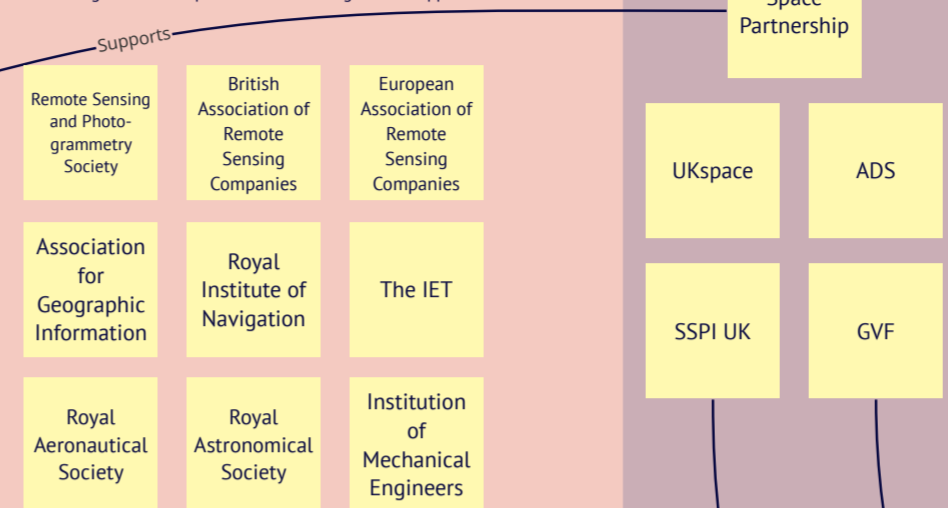 Space
Partnership
Supports
Remote Sensing
and Photo-
grammetry
Society
British
Association of
Remote
Sensing
Companies
European
Association of
Remote
Sensing
Companies
UKspace
ADS
Association
for
Geographic
Information
Royal
Institute of
Navigation
The IET
SSPI UK
GVF
Royal
Aeronautical
Society
Royal
Astronomical
Society
Institution
of
Mechanical
Engineers